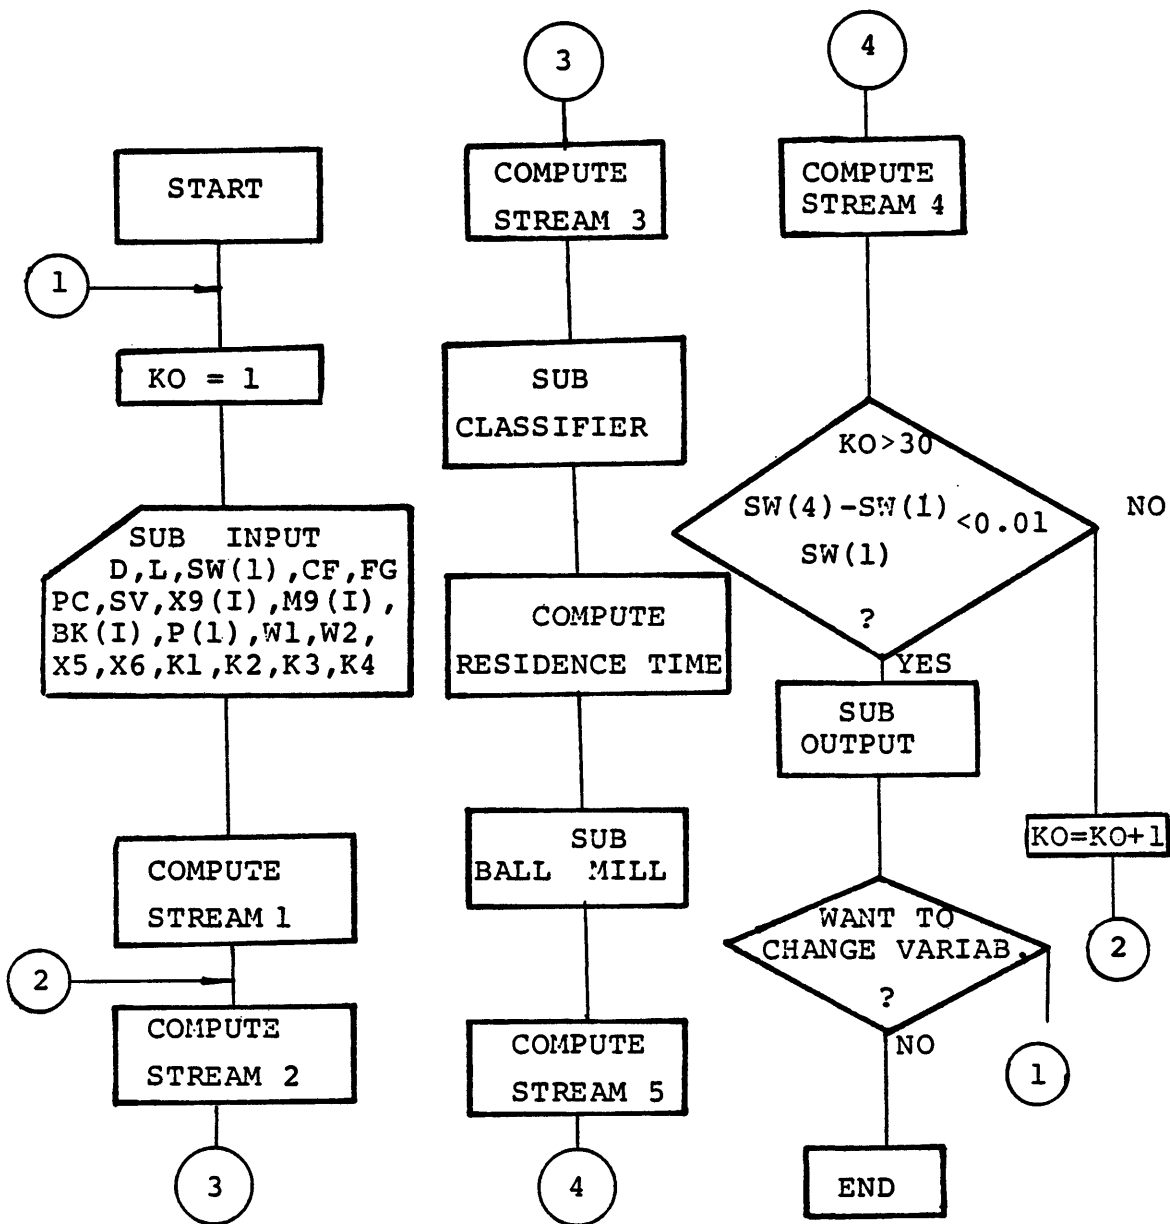 START
1
KO = 1
SUB INPUT
D,L,SW(1),CF,FG
PC,SV,X9(I),M9(I),
BK(I),P(1),W1,W2,
X5,X6,K1,K2,K3,K4
COMPUTE
STREAM 1
2
COMPUTE
STREAM 2
3
3
COMPUTE
STREAM 3
SUB
CLASSIFIER
COMPUTE
RESIDENCE TIME
SUB
BALL MILL
COMPUTE
STREAM 5
4
4
COMPUTE
STREAM 4
KO>30
SW(4)-SW(1) <0.01
SW(1)
?
NO
YES
SUB
OUTPUT
KO=KO+1
2
WANT TO
CHANGE VARIAB.
?
NO
1
END